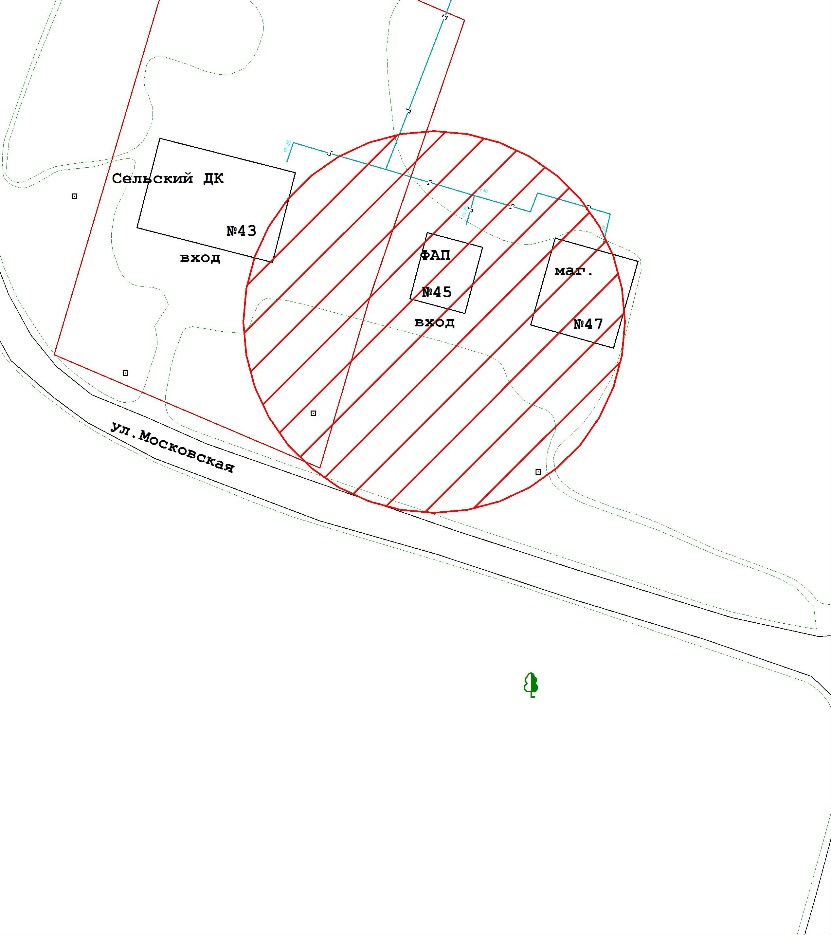 Сельский ДК
№43
вход
ФАП
№45
вход
маг.
№47
ул.Московская